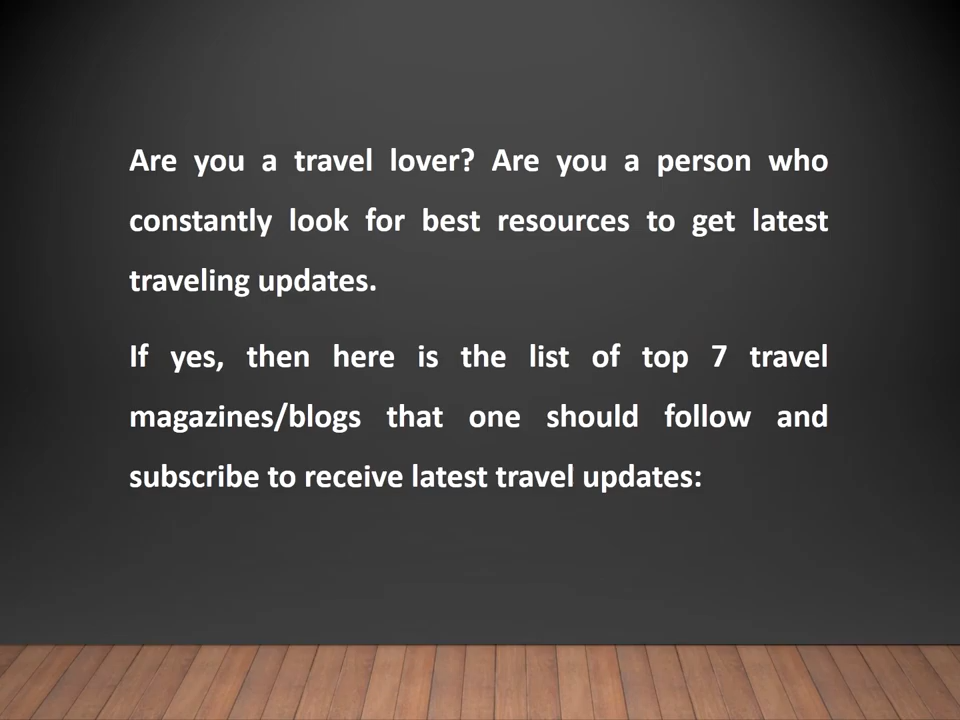 Are you a travel lover? Are you a person who
constantly look for best resources to get latest
traveling updates.
If yes, then here is the list of top 7 travel
magazines/blogs that one should follow and
subscribe to receive latest travel updates: